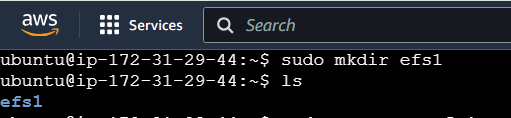 aws
Services
Search
ubuntu@ip-172-31-29-44:~$ sudo mkdir efs1
ubuntu@ip-172-31-29-44:~$ ls
efs1